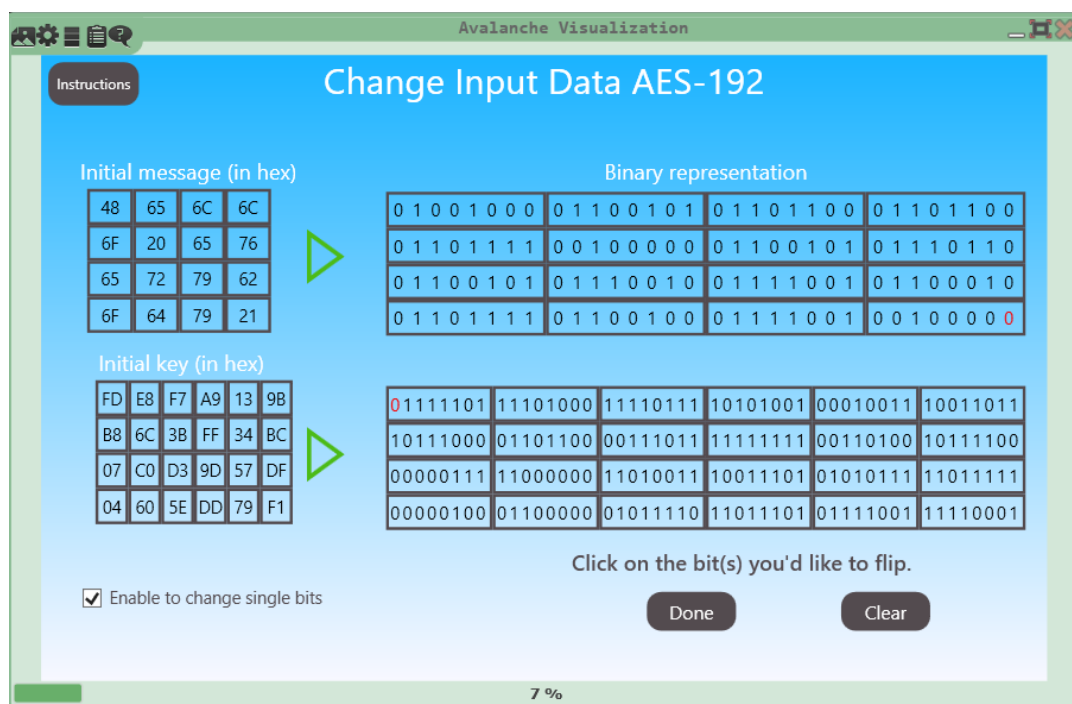 Avalanche Visualization
Instructions
Change Input Data AES-192
Initial message (in hex)
48 65 6C 6C
6F 20 65 76
65 72 79 62
6F 64 79 21
Binary representation
0 1 0 0 1 0 0 0 0 1 1 0 0 1 0 1 0 1 1 0 1 1 0 0 0 1 1 0 1 1 0 0
0 1 1 0 1 1 1 1 0 0 1 0 0 0 0 0 0 1 1 0 0 1 0 1 0 1 1 1 0 1 1 0
0 1 1 0 0 1 0 1 0 1 1 1 0 0 1 0 0 1 1 1 1 0 0 1 0 1 1 0 0 0 1 0
0 1 1 0 1 1 1 1 0 1 1 0 0 1 0 0 0 1 1 1 1 0 0 1 0 0 1 0 0 0 0 0
Initial key (in hex)
FD E8 F7 A9 13 9B
B8 6C 3B FF 34 BC
07 C0 D3 9D 57 DF
04 60 5E DD 79 F1
01111101 11101000 11110111 10101001 00010011 10011011
10111000 01101100 00111011 11111111 00110100 10111100
00000111 11000000 11010011 10011101 01010111 11011111
00000100 01100000 01011110 11011101 01111001 11110001
Click on the bit(s) you'd like to flip.
Enable to change single bits
Done
Clear
7 %